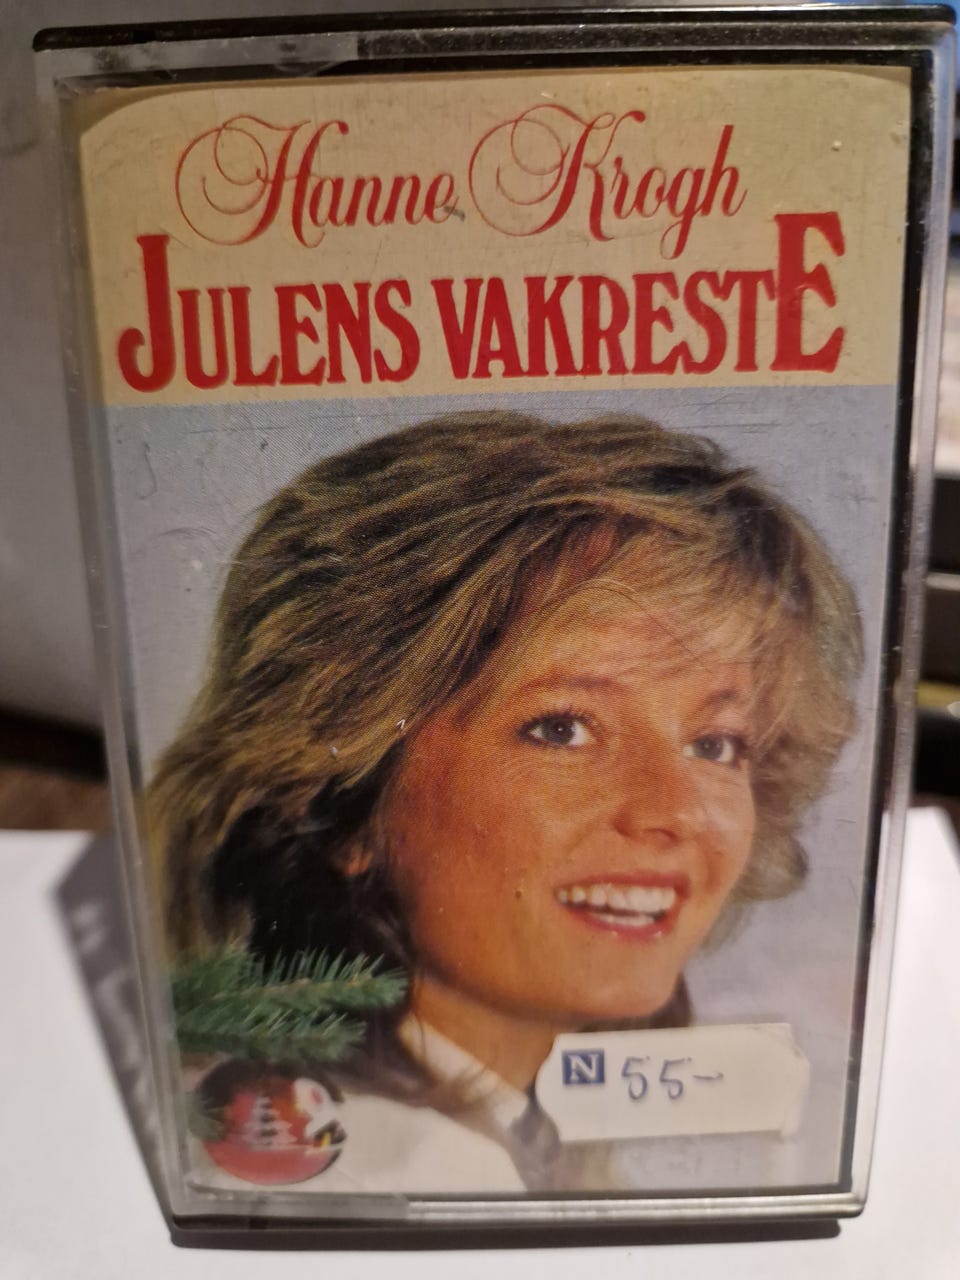 Hanne Krogh
JULENS VAKRESTE
N 55-